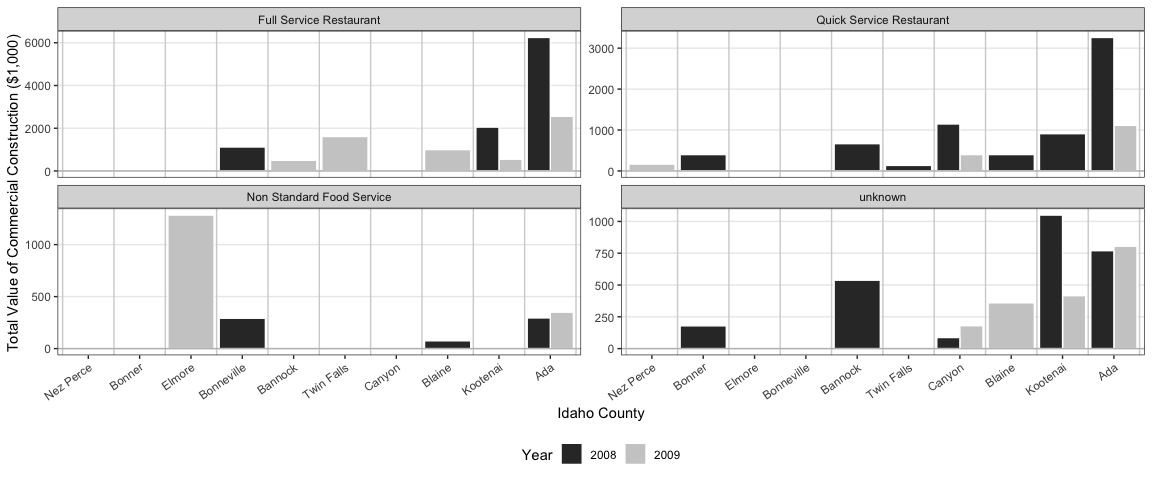 Full Service Restaurant
Quick Service Restaurant
Total Value of Commercial Construction ($1,000)
6000
4000
2000
0
3000
2000
1000
0
Non Standard Food Service
unknown
1000
500
0
1000
750
500
250
0
Nez Perce Bonner Elmore Bonneville Bannock Twin Falls Canyon Blaine Kootenai Ada
Nez Perce Bonner Elmore Bonneville Bannock Twin Falls Canyon Blaine Kootenai Ada
Idaho County
Year 2008 2009